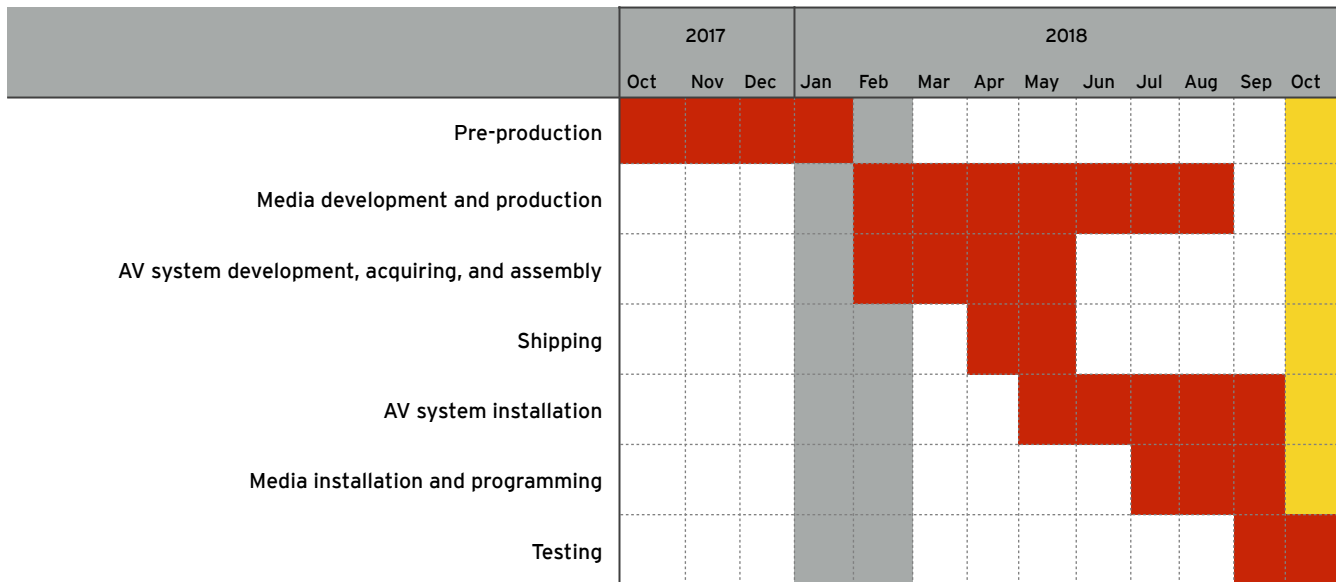 2017 2018
Oct Nov Dec Jan Feb Mar Apr May Jun Jul Aug Sep Oct
Pre-production
Media development and production
AV system development, acquiring, and assembly
Shipping
AV system installation
Media installation and programming
Testing